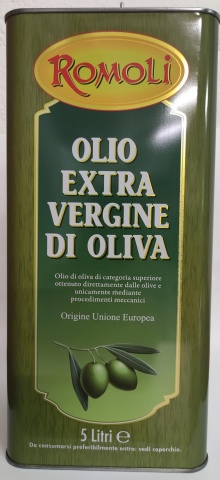 ROMOLI
OLIO
EXTRA
VERGINE
DI OLIVA
Olio di oliva di categoria superiore
ottenuto direttamente dalle olive e
unicamente mediante
procedimenti meccanici
Origine Unione Europea
5 Litri ℮
Da consumarsi preferibilmente entro: vedi coperchio.